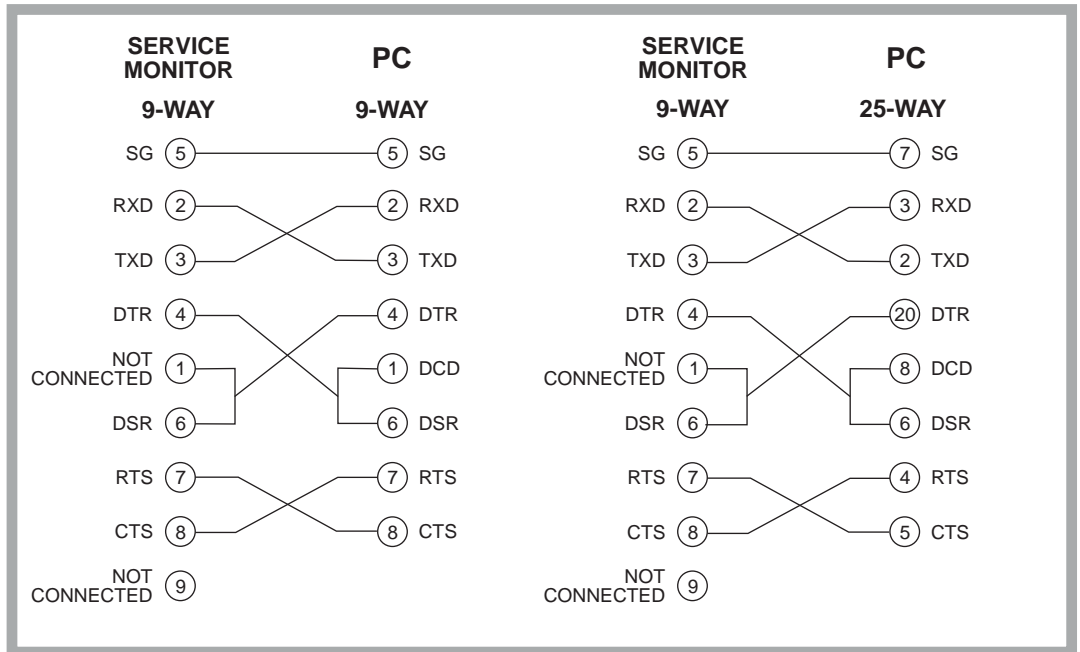 SERVICE
MONITOR
PC
9-WAY
9-WAY
SG 5 5 SG
RXD 2 2 RXD
TXD 3 3 TXD
DTR 4 4 DTR
NOT
CONNECTED 1 1 DCD
DSR 6 6 DSR
RTS 7 7 RTS
CTS 8 8 CTS
NOT
CONNECTED 9
SERVICE
MONITOR
PC
9-WAY
25-WAY
SG 5 7 SG
RXD 2 3 RXD
TXD 3 2 TXD
DTR 4 20 DTR
NOT
CONNECTED 1 8 DCD
DSR 6 6 DSR
RTS 7 4 RTS
CTS 8 5 CTS
NOT
CONNECTED 9